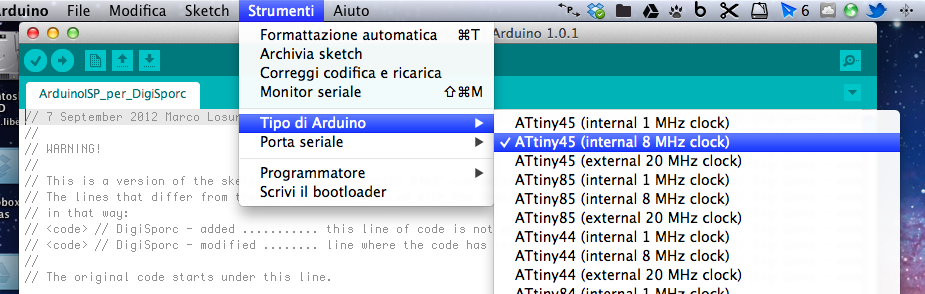 Arduino File Modifica Sketch Strumenti Aiuto 6
Arduino 1.0.1
Formattazione automatica ⌘T
Archivia sketch
Correggi codifica e ricarica
Monitor seriale ⇧⌘M
Tipo di Arduino
Porta seriale
Programmatore
Scrivi il bootloader
ATtiny45 (internal 1 MHz clock)
✓ ATtiny45 (internal 8 MHz clock)
ATtiny45 (external 20 MHz clock)
ATtiny85 (internal 1 MHz clock)
ATtiny85 (internal 8 MHz clock)
ATtiny85 (external 20 MHz clock)
ATtiny44 (internal 1 MHz clock)
ATtiny44 (internal 8 MHz clock)
ATtiny44 (external 20 MHz clock)
ATtiny84 (internal 1 MHz clock)
ArduinoISP_per_DigiSporc
// 7 September 2012 Marco Losur
//
// WARNING!
//
// This is a version of the ske
// The lines that differ from t
// in that way:
// <code> // DigiSporc - added ........... this line of code is not
// <code> // DigiSporc - modified ........ line where the code has
//
// The original code starts under this line.